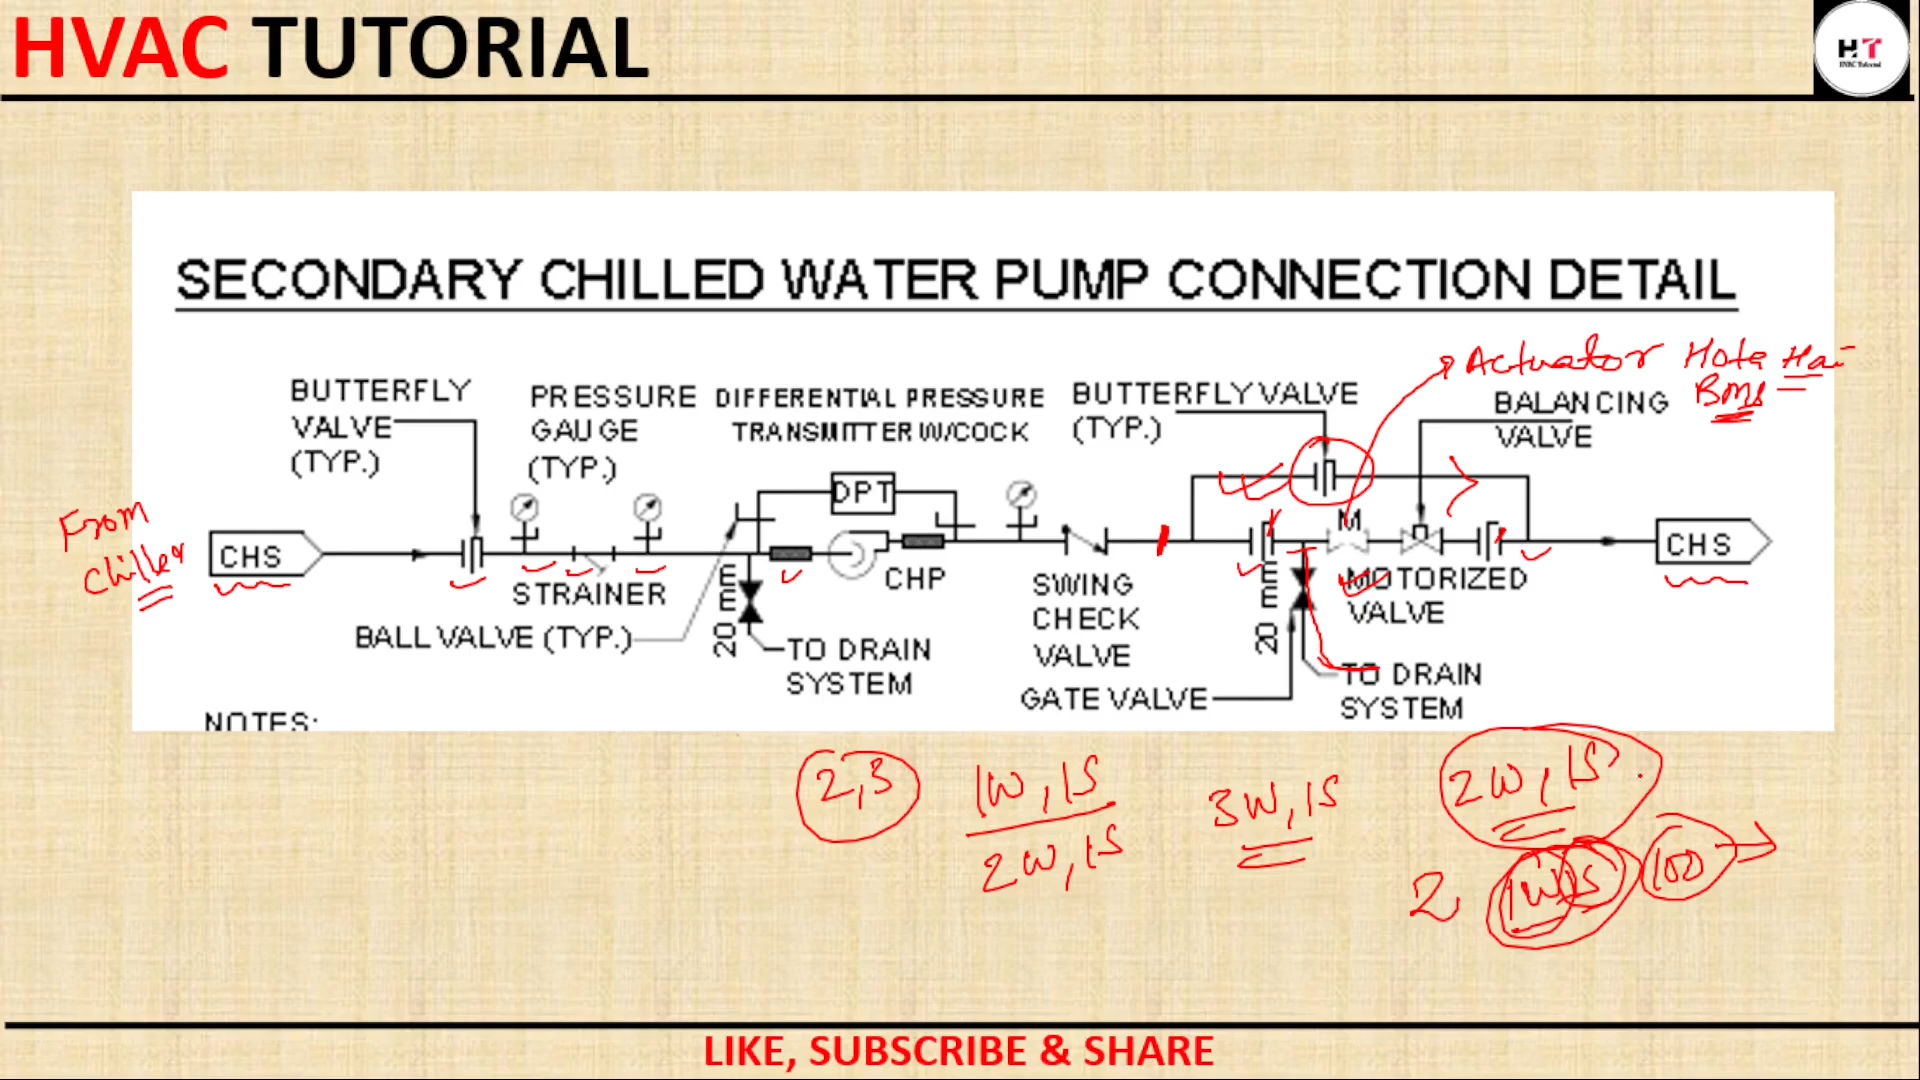 HVAC TUTORIAL
HT
HVAC Tutorial
SECONDARY CHILLED WATER PUMP CONNECTION DETAIL
Actuator
BMS
BUTTERFLY
VALVE
(TYP.)
PRESSURE
GAUGE
(TYP.)
DIFFERENTIAL PRESSURE
TRANSMITTER W/COCK
BUTTERFLY VALVE
(TYP.)
BALANCING
VALVE
From
Chiller
DPT
M
CHS
CHS
STRAINER
CHP
BALL VALVE (TYP.)
20 mm
TO DRAIN
SYSTEM
SWING
CHECK
VALVE
GATE VALVE
20 mm
MOTORIZED
VALVE
TO DRAIN
SYSTEM
NOTES:
2,3
1W, 1S
2W, 1S
3W, 1S
2W, 1S
2
1W 1S
100
LIKE, SUBSCRIBE & SHARE